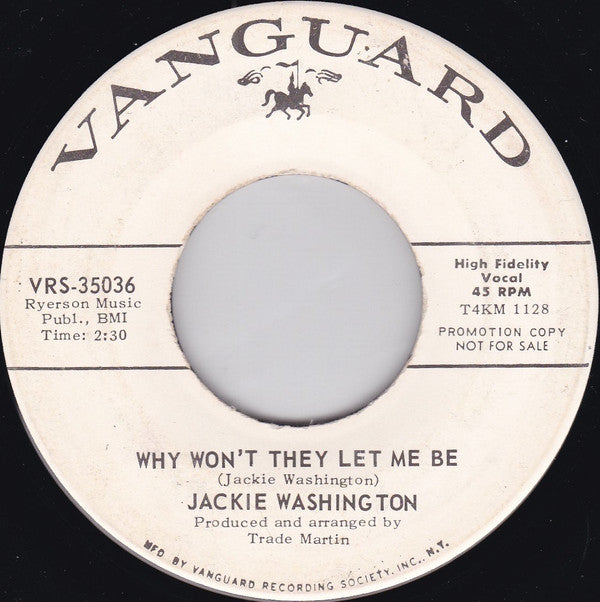 VANGUARD
VRS-35036
Ryerson Music
Publ., BMI
Time: 2:30
High Fidelity
Vocal
45 RPM
T4KM 1128
PROMOTION COPY
NOT FOR SALE
WHY WON'T THEY LET ME BE
(Jackie Washington)
JACKIE WASHINGTON
Produced and arranged by
Trade Martin
MFD BY VANGUARD RECORDING SOCIETY, INC., N.Y.